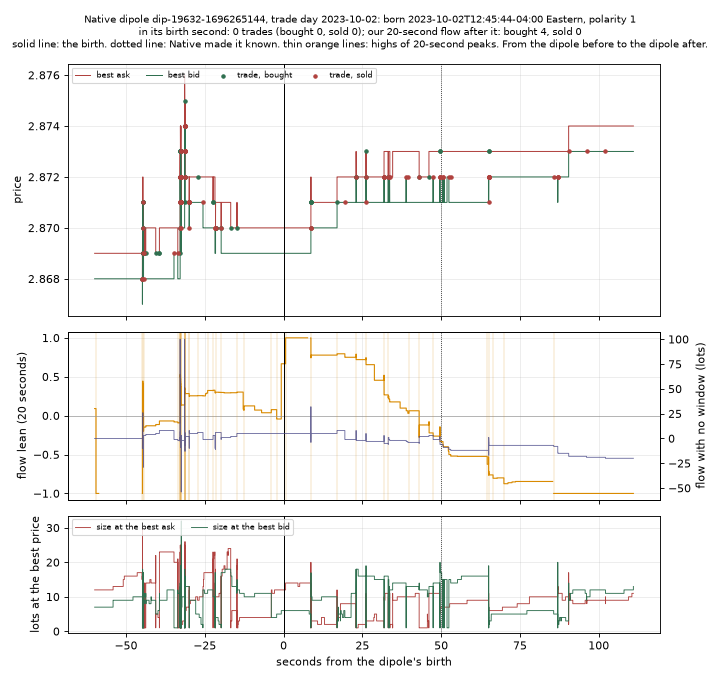 Native dipole dip-19632-1696265144, trade day 2023-10-02: born 2023-10-02T12:45:44-04:00 Eastern, polarity 1
in its birth second: 0 trades (bought 0, sold 0); our 20-second flow after it: bought 4, sold 0
solid line: the birth. dotted line: Native made it known. thin orange lines: highs of 20-second peaks. From the dipole before to the dipole after.
best ask
best bid
trade, bought
trade, sold
2.876
2.874
2.872
2.870
2.868
price
1.0
0.5
0.0
−0.5
−1.0
flow lean (20 seconds)
100
75
50
25
0
−25
−50
flow with no window (lots)
size at the best ask
size at the best bid
30
20
10
0
lots at the best price
−50
−25
0
25
50
75
100
seconds from the dipole's birth